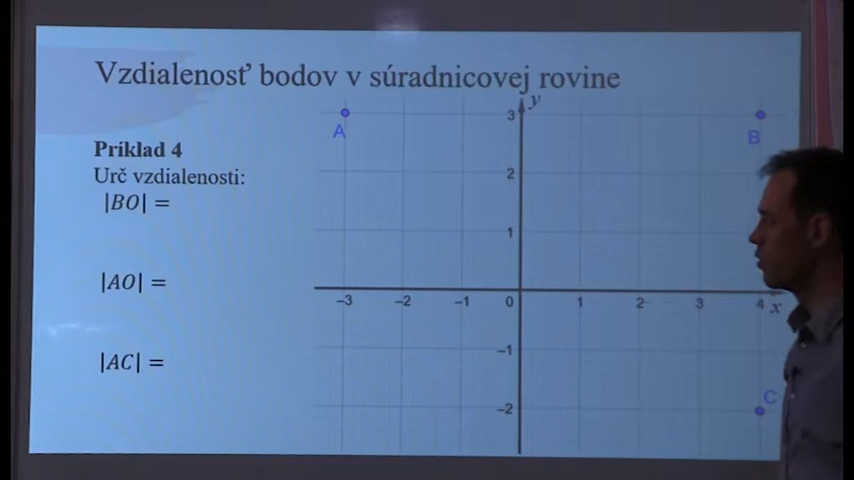 Vzdialenosť bodov v súradnicovej rovine
Príklad 4
Urč vzdialenosti:
|BO| =
|AO| =
|AC| =
y
3
A
B
2
1
−3 −2 −1 0 1 2 3 4 x
−1
C
−2